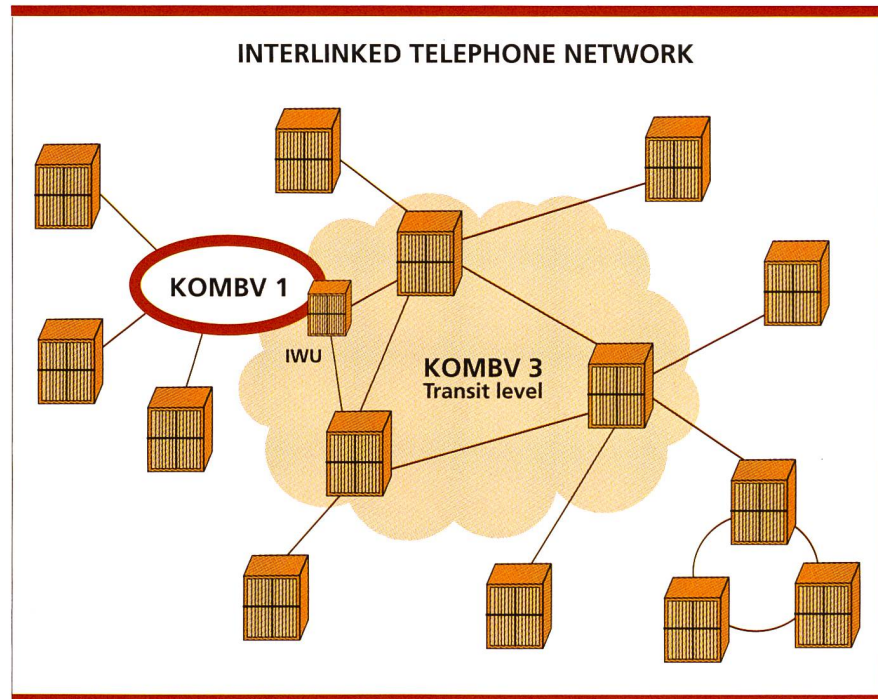 INTERLINKED TELEPHONE NETWORK
KOMBV 1
IWU
KOMBV 3
Transit level